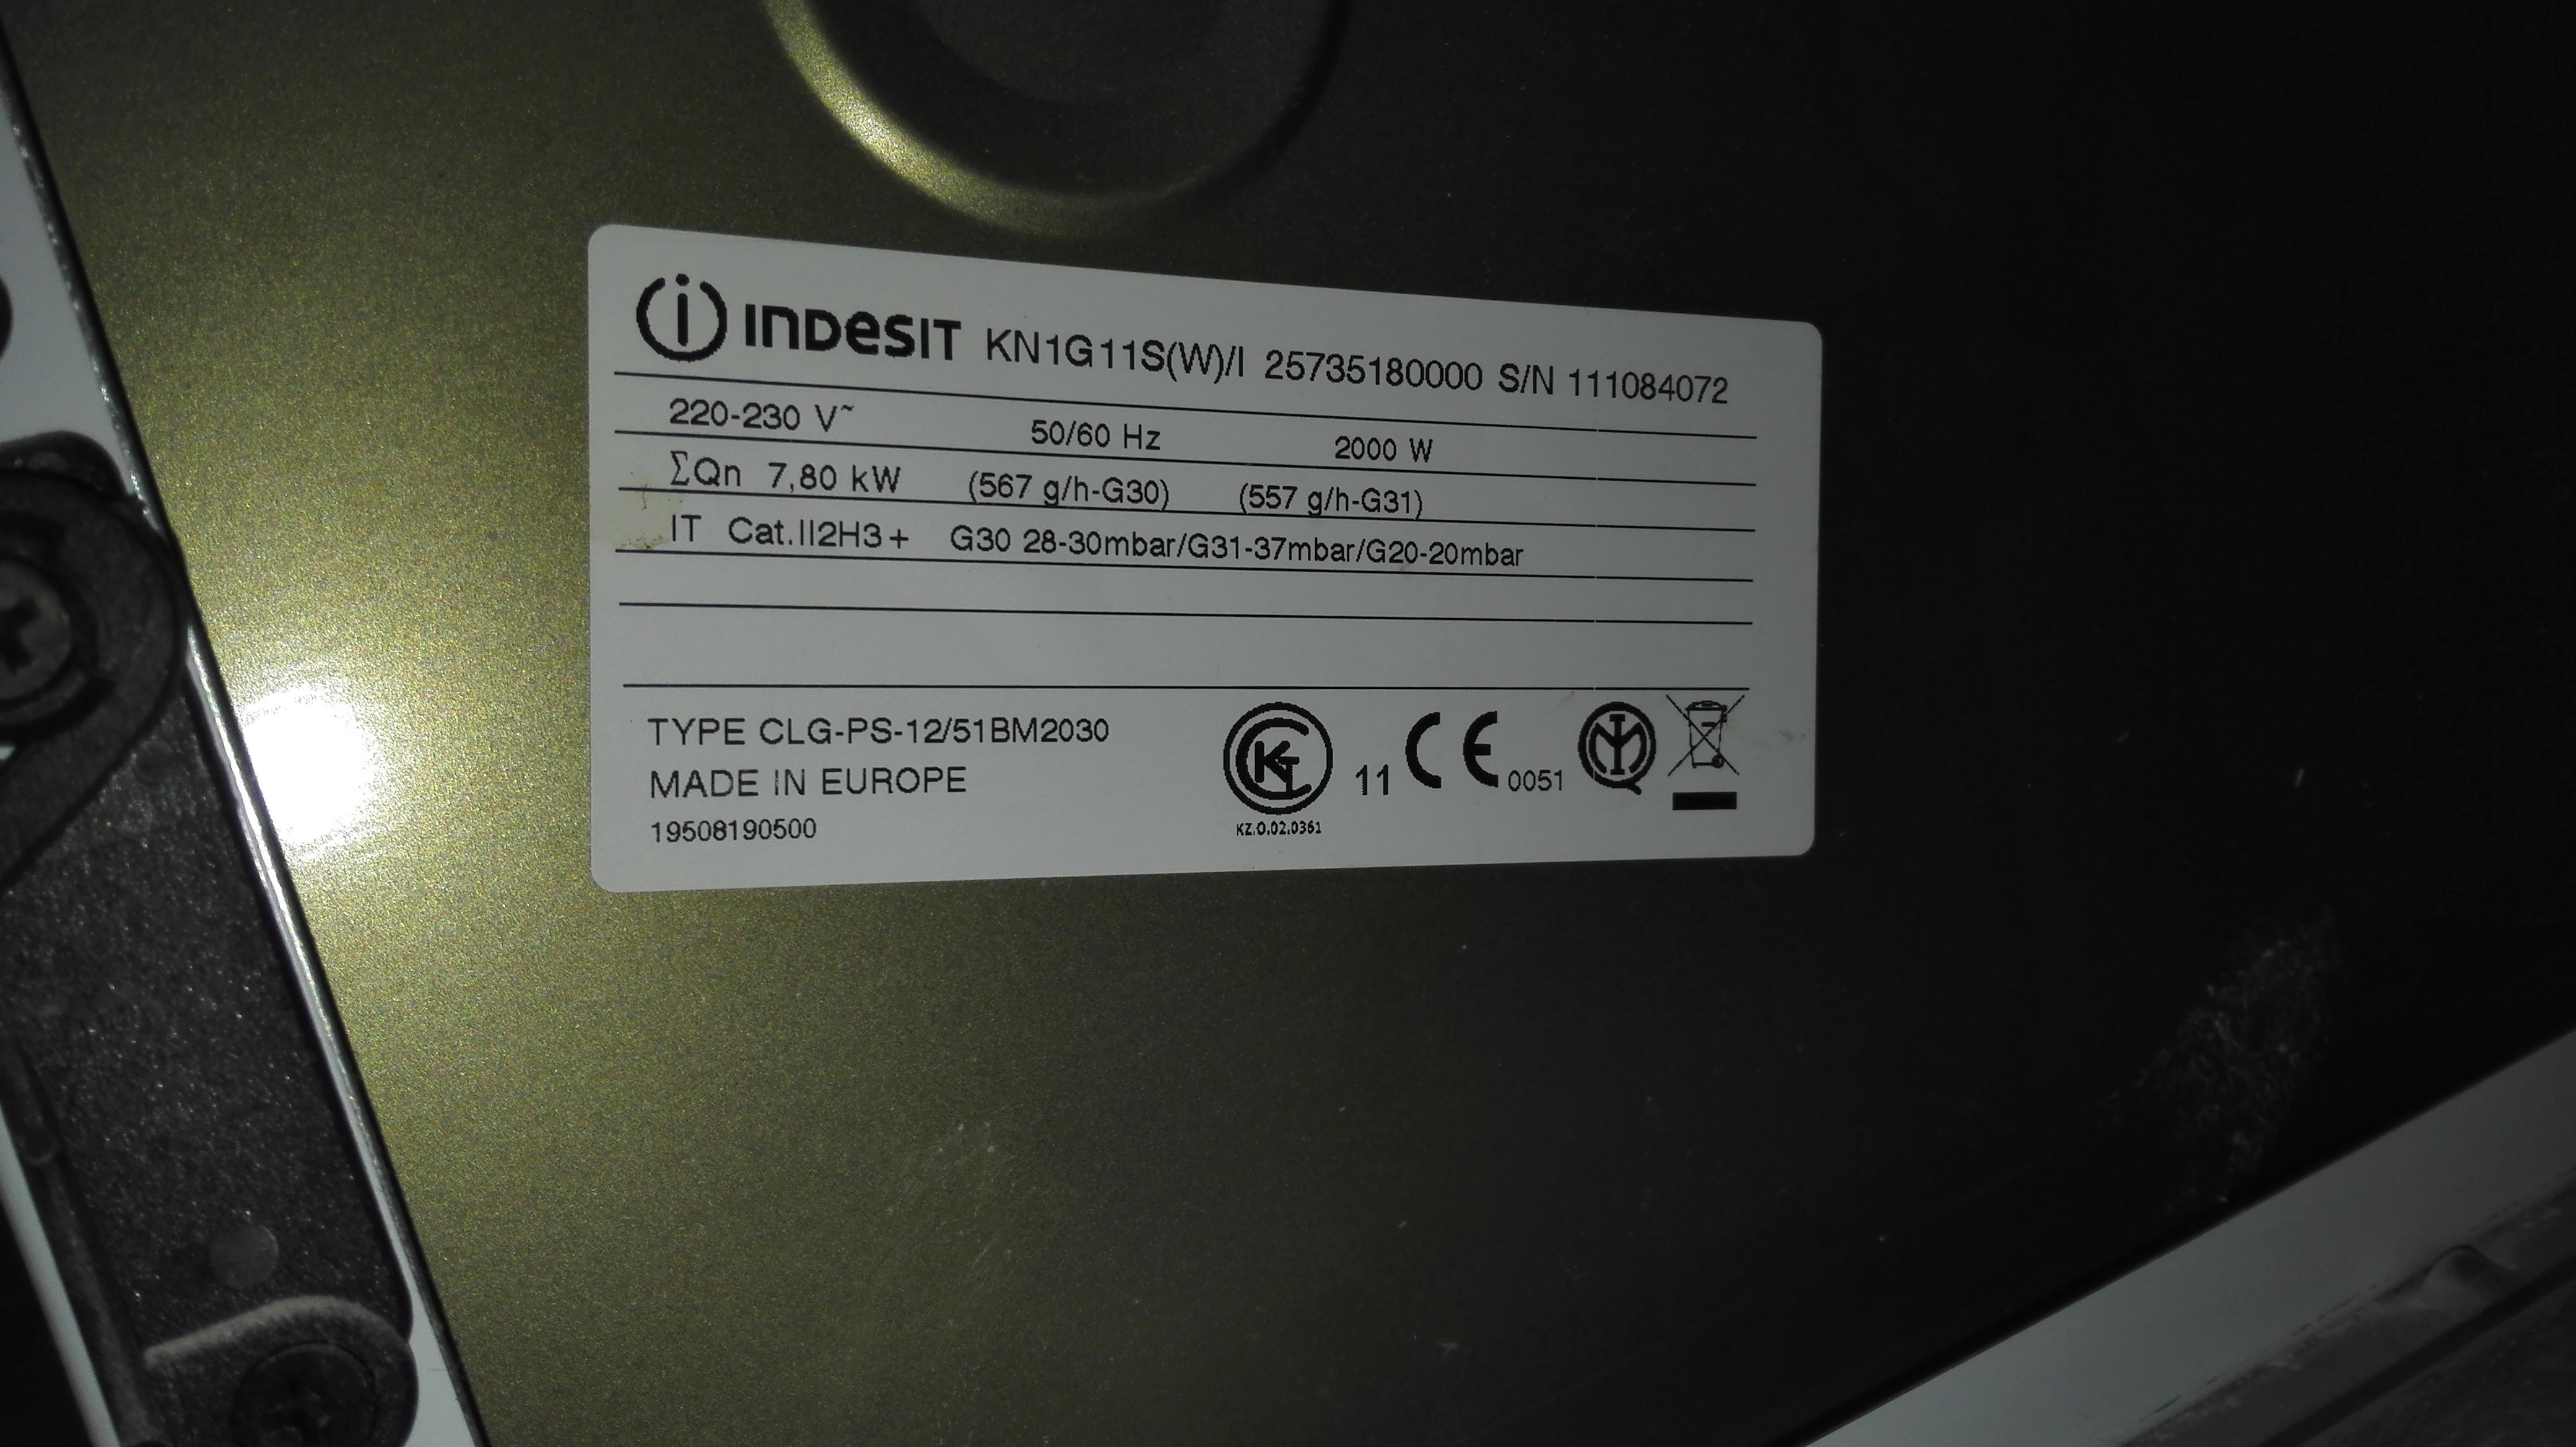 INDESIT KN1G11S(W)/I 25735180000 S/N 111084072
220-230 V~ 50/60 Hz 2000 W
ΣQn 7,80 kW (567 g/h-G30) (557 g/h-G31)
IT Cat.II2H3+ G30 28-30mbar/G31-37mbar/G20-20mbar
TYPE CLG-PS-12/51BM2030
MADE IN EUROPE
19508190500
KZ.O.02.0361
11 CE 0051